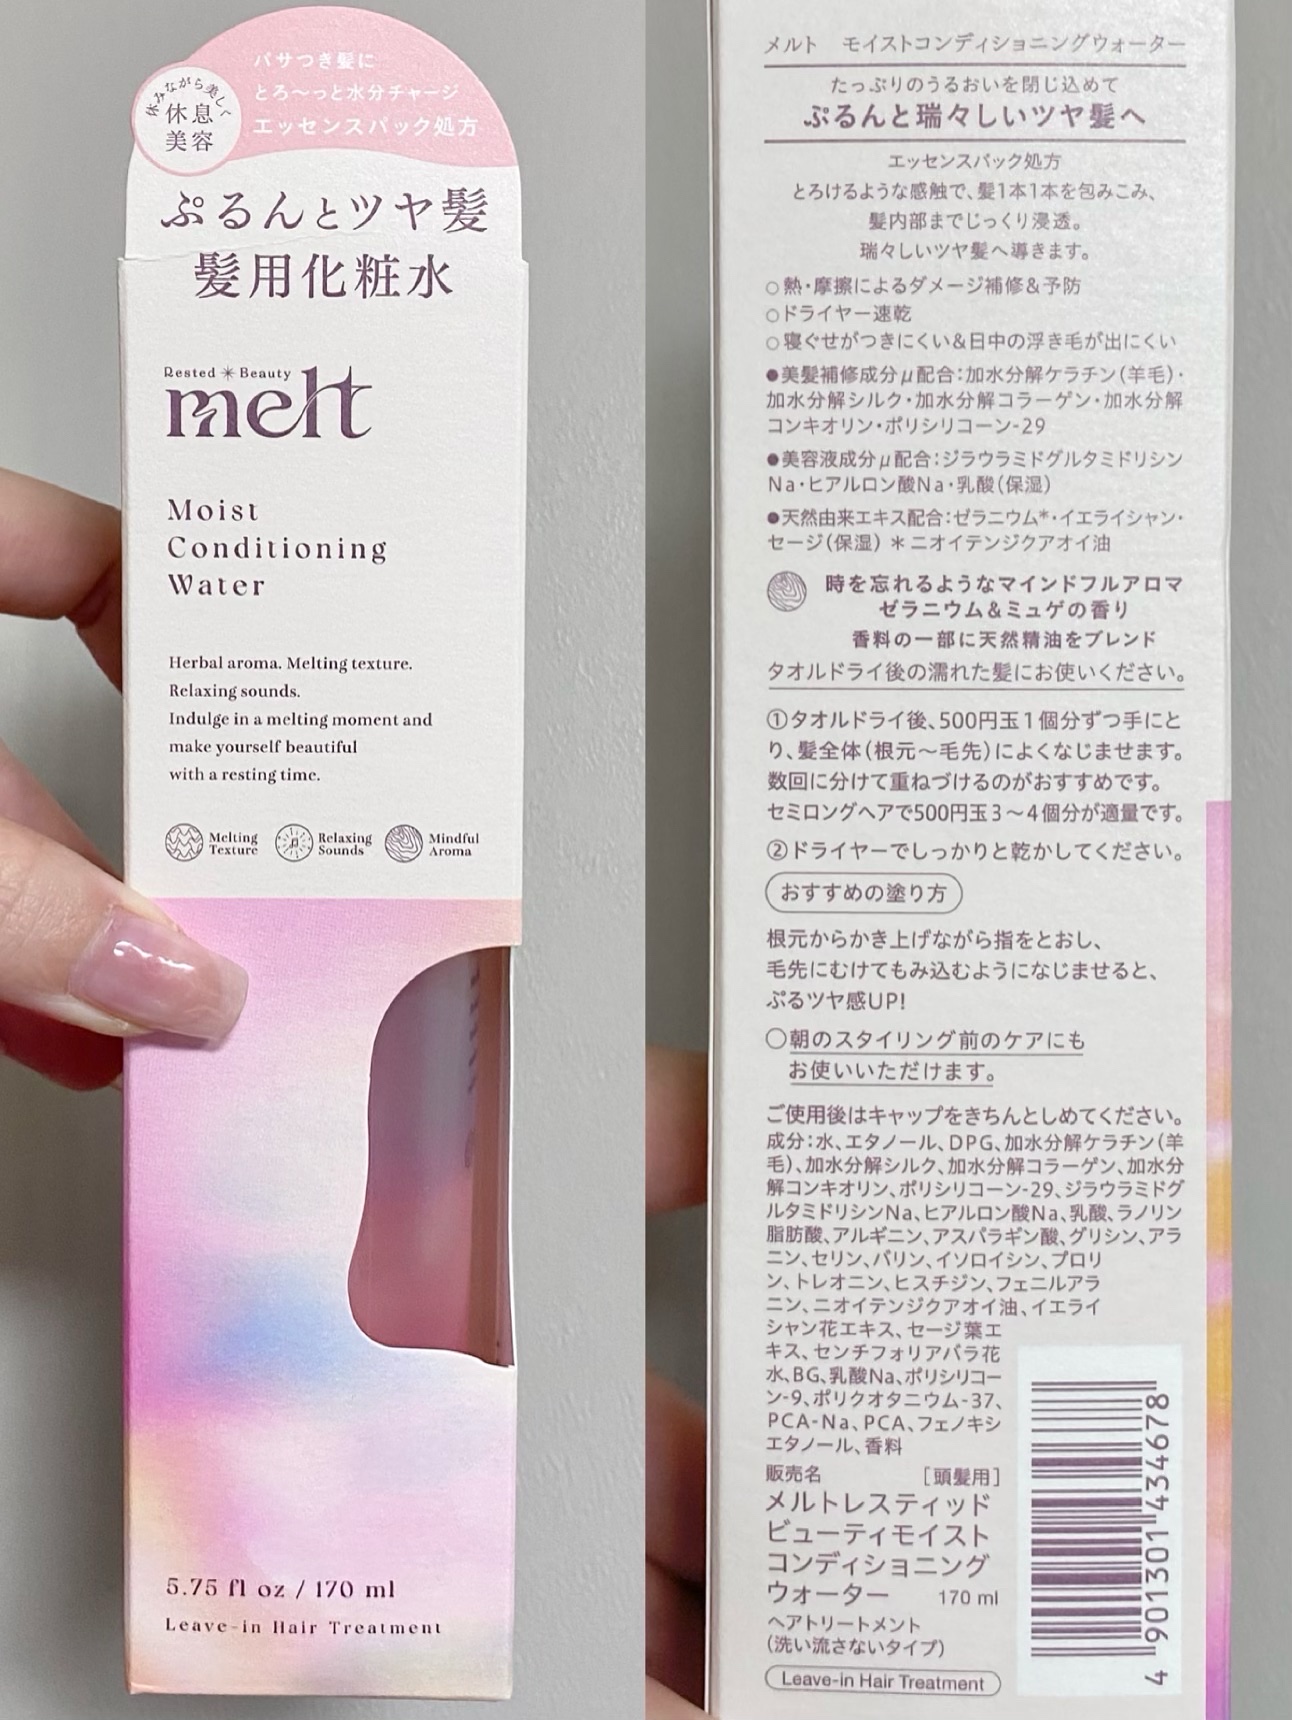 パサつき髪に
とろ〜っと水分チャージ
エッセンスパック処方
休みながら美しく
休息
美容
ぷるんとツヤ髪
髪用化粧水
Rested Beauty
melt
Moist
Conditioning
Water
Herbal aroma. Melting texture.
Relaxing sounds.
Indulge in a melting moment and
make yourself beautiful
with a resting time.
Melting
Texture
Relaxing
Sounds
Mindful
Aroma
5.75 fl oz / 170 ml
Leave-in Hair Treatment
メルト モイストコンディショニングウォーター
たっぷりのうるおいを閉じ込めて
ぷるんと瑞々しいツヤ髪へ
エッセンスパック処方
とろけるような感触で、髪1本1本を包みこみ、
髪内部までじっくり浸透。
瑞々しいツヤ髪へ導きます。
○熱・摩擦によるダメージ補修&予防
○ドライヤー速乾
○寝ぐせがつきにくい&日中の浮き毛が出にくい
●美髪補修成分μ配合：加水分解ケラチン（羊毛）・
加水分解シルク・加水分解コラーゲン・加水分解
コンキオリン・ポリシリコーン-29
●美容液成分μ配合：ジラウラミドグルタミドリシン
Na・ヒアルロン酸Na・乳酸（保湿）
●天然由来エキス配合：ゼラニウム*・イエライシャン・
セージ（保湿） ＊ニオイテンジクアオイ油
時を忘れるようなマインドフルアロマ
ゼラニウム&ミュゲの香り
香料の一部に天然精油をブレンド
タオルドライ後の濡れた髪にお使いください。
①タオルドライ後、500円玉1個分ずつ手にと
り、髪全体（根元〜毛先）によくなじませます。
数回に分けて重ねづけるのがおすすめです。
セミロングヘアで500円玉3〜4個分が適量です。
②ドライヤーでしっかりと乾かしてください。
おすすめの塗り方
根元からかき上げながら指をとおし、
毛先にむけてもみ込むようになじませると、
ぷるツヤ感UP!
○朝のスタイリング前のケアにも
お使いいただけます。
ご使用後はキャップをきちんとしめてください。
成分：水、エタノール、DPG、加水分解ケラチン（羊
毛）、加水分解シルク、加水分解コラーゲン、加水分
解コンキオリン、ポリシリコーン-29、ジラウラミドグ
ルタミドリシンNa、ヒアルロン酸Na、乳酸、ラノリン
脂肪酸、アルギニン、アスパラギン酸、グリシン、アラ
ニン、セリン、バリン、イソロイシン、プロリ
ン、トレオニン、ヒスチジン、フェニルアラ
ニン、ニオイテンジクアオイ油、イエライ
シャン花エキス、セージ葉エ
キス、センチフォリアバラ花
水、BG、乳酸Na、ポリシリコー
ン-9、ポリクオタニウム-37、
PCA-Na、PCA、フェノキシ
エタノール、香料
販売名 ［頭髪用］
メルトレスティッド
ビューティモイスト
コンディショニング
ウォーター 170 ml
ヘアトリートメント
（洗い流さないタイプ）
Leave-in Hair Treatment
4 901301 434678